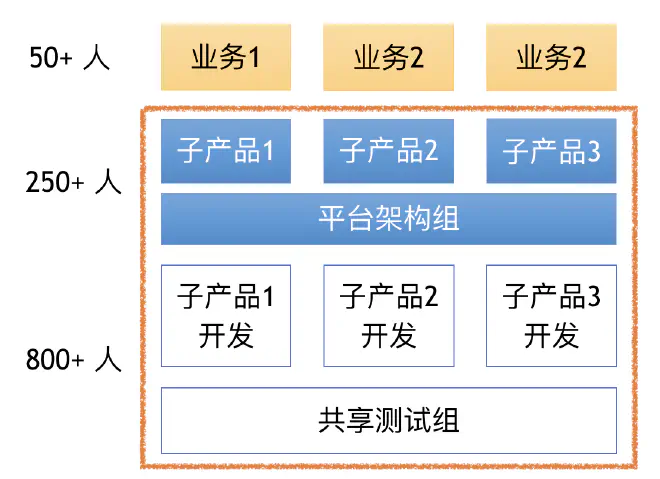 50+ 人
业务1
业务2
业务2
250+ 人
子产品1
子产品2
子产品3
平台架构组
800+ 人
子产品1
开发
子产品2
开发
子产品3
开发
共享测试组